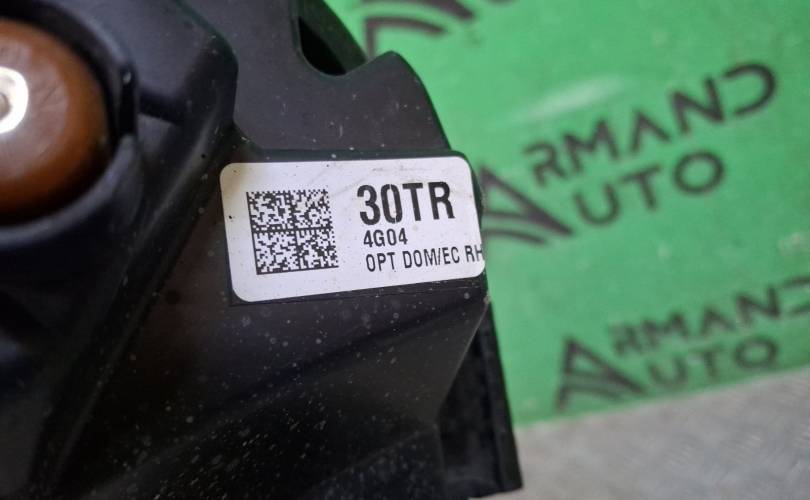 30TR
4G04
OPT DOM/EC RH
ARMAND
AUTO
ARMAND
AUTO